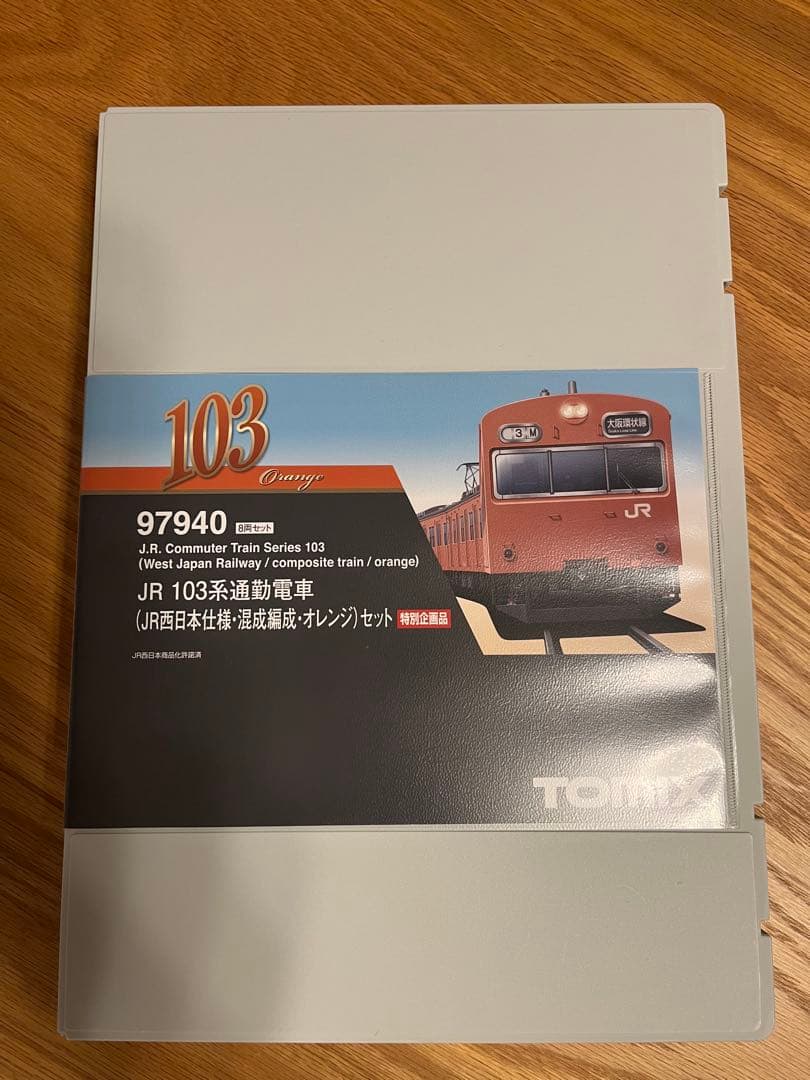 103
Orange
97940 8両セット
J.R. Commuter Train Series 103
(West Japan Railway / composite train / orange)
JR 103系通勤電車
(JR西日本仕様・混成編成・オレンジ)セット 特別企画品
JR西日本商品化許諾済
3 M
大阪環状線
Osaka Loop Line
JR
TOMIX